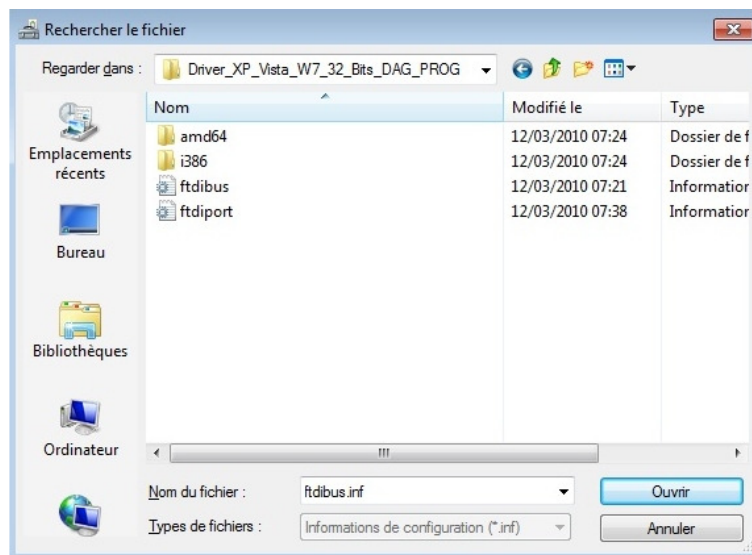 Rechercher le fichier
Regarder dans :
Driver_XP_Vista_W7_32_Bits_DAG_PROG
Nom
Modifié le
Type
amd64
12/03/2010 07:24
Dossier de f
i386
12/03/2010 07:24
Dossier de f
ftdibus
12/03/2010 07:21
Information
ftdiport
12/03/2010 07:38
Information
Emplacements
récents
Bureau
Bibliothèques
Ordinateur
Nom du fichier :
ftdibus.inf
Ouvrir
Types de fichiers :
Informations de configuration (*.inf)
Annuler